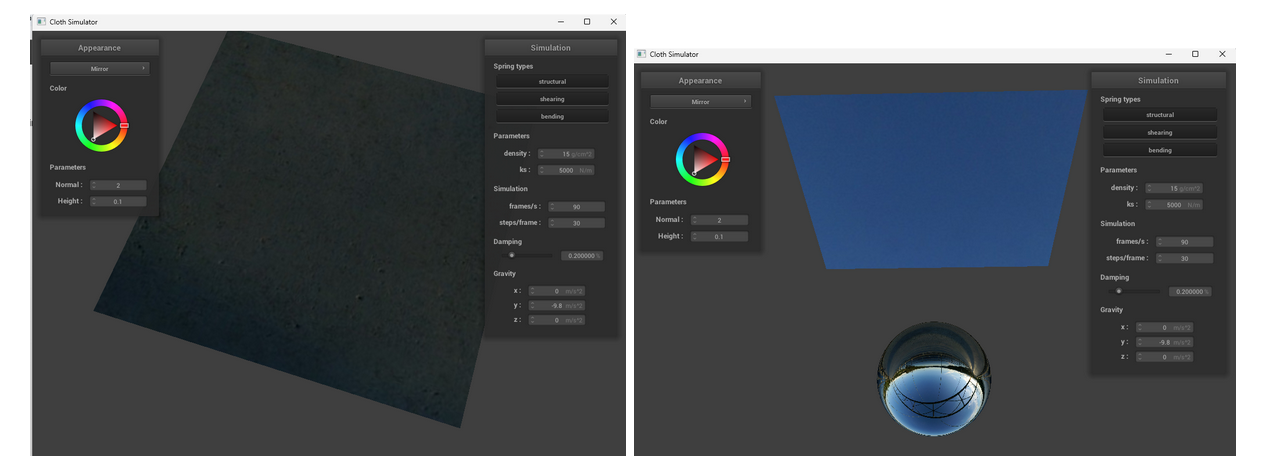 Cloth Simulator
Appearance
Mirror
Color
Parameters
Normal : 2
Height : 0.1
Simulation
Spring types
structural
shearing
bending
Parameters
density : 15 g/cm^2
ks : 5000 N/m
Simulation
frames/s : 90
steps/frame : 30
Damping
0.200000 %
Gravity
x : 0 m/s^2
y : -9.8 m/s^2
z : 0 m/s^2
Cloth Simulator
Appearance
Mirror
Color
Parameters
Normal : 2
Height : 0.1
Simulation
Spring types
structural
shearing
bending
Parameters
density : 15 g/cm^2
ks : 5000 N/m
Simulation
frames/s : 90
steps/frame : 30
Damping
0.200000 %
Gravity
x : 0 m/s^2
y : -9.8 m/s^2
z : 0 m/s^2